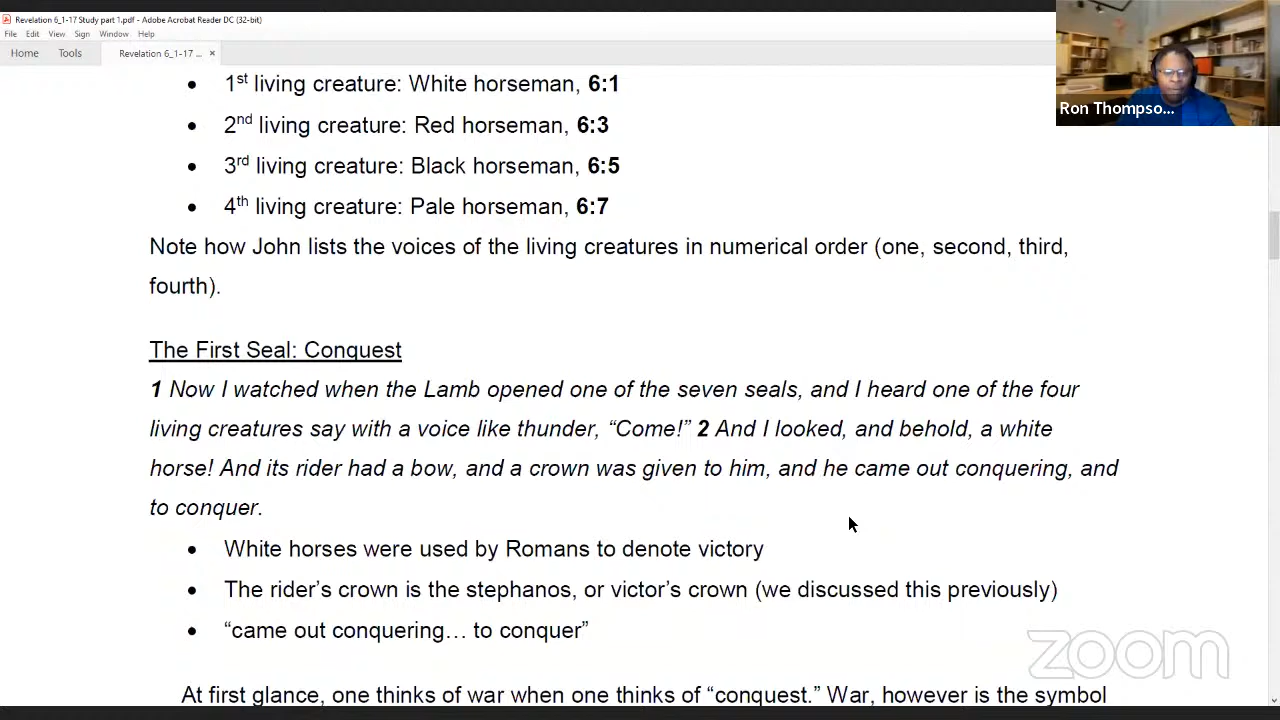 Revelation 6_1-17 Study part 1.pdf - Adobe Acrobat Reader DC (32-bit)
File Edit View Sign Window Help
Home Tools Revelation 6_1-17 ... ×
Ron Thompso...
• 1st living creature: White horseman, 6:1
• 2nd living creature: Red horseman, 6:3
• 3rd living creature: Black horseman, 6:5
• 4th living creature: Pale horseman, 6:7
Note how John lists the voices of the living creatures in numerical order (one, second, third,
fourth).
The First Seal: Conquest
1 Now I watched when the Lamb opened one of the seven seals, and I heard one of the four
living creatures say with a voice like thunder, “Come!” 2 And I looked, and behold, a white
horse! And its rider had a bow, and a crown was given to him, and he came out conquering, and
to conquer.
• White horses were used by Romans to denote victory
• The rider’s crown is the stephanos, or victor’s crown (we discussed this previously)
• “came out conquering… to conquer”
zoom
At first glance, one thinks of war when one thinks of “conquest.” War, however is the symbol